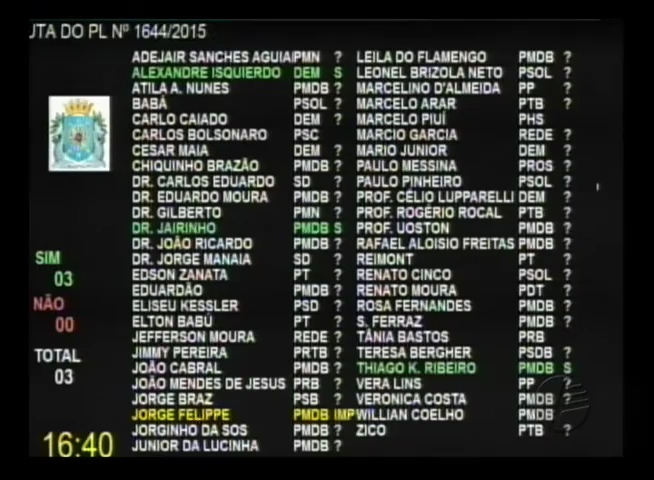 JTA DO PL Nº 1644/2015
ADEJAIR SANCHES AGUIA PMN ? LEILA DO FLAMENGO PMDB ?
ALEXANDRE ISQUIERDO DEM S LEONEL BRIZOLA NETO PSOL ?
ATILA A. NUNES PMDB ? MARCELINO D'ALMEIDA PP ?
BABÁ PSOL ? MARCELO ARAR PTB ?
CARLO CAIADO DEM ? MARCELO PIUÍ PHS
CARLOS BOLSONARO PSC MARCIO GARCIA REDE ?
CESAR MAIA DEM ? MARIO JUNIOR DEM ?
CHIQUINHO BRAZÃO PMDB ? PAULO MESSINA PROS ?
DR. CARLOS EDUARDO SD ? PAULO PINHEIRO PSOL ?
DR. EDUARDO MOURA PMDB ? PROF. CÉLIO LUPPARELLI DEM ?
DR. GILBERTO PMN ? PROF. ROGÉRIO ROCAL PTB ?
DR. JAIRINHO PMDB S PROF. UOSTON PMDB ?
DR. JOÃO RICARDO PMDB ? RAFAEL ALOISIO FREITAS PMDB ?
DR. JORGE MANAIA SD ? REIMONT PT ?
EDSON ZANATA PT ? RENATO CINCO PSOL ?
EDUARDÃO PMDB ? RENATO MOURA PDT ?
ELISEU KESSLER PSD ? ROSA FERNANDES PMDB ?
ELTON BABÚ PT ? S. FERRAZ PMDB ?
JEFFERSON MOURA REDE ? TÂNIA BASTOS PRB
JIMMY PEREIRA PRTB ? TERESA BERGHER PSDB ?
JOÃO CABRAL PMDB ? THIAGO K. RIBEIRO PMDB S
JOÃO MENDES DE JESUS PRB ? VERA LINS PP ?
JORGE BRAZ PSB ? VERONICA COSTA PMDB ?
JORGE FELIPPE PMDB IMP WILLIAN COELHO PMDB
JORGINHO DA SOS PMDB ? ZICO PTB ?
JUNIOR DA LUCINHA PMDB ?
SIM
03
NÃO
00
TOTAL
03
16:40